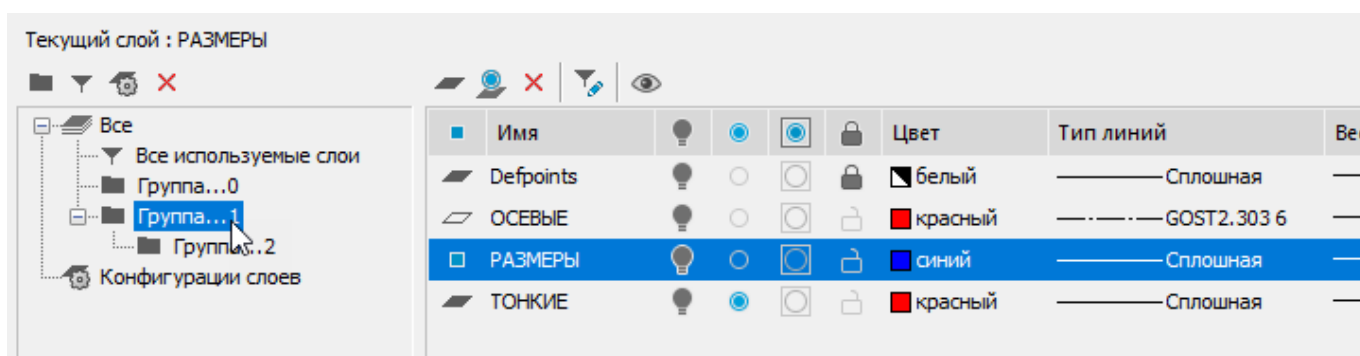 Текущий слой : РАЗМЕРЫ
Все
Все используемые слои
Группа...0
Группа...1
Группа...2
Конфигурации слоев
Имя Цвет Тип линий
Defpoints белый Сплошная
ОСЕВЫЕ красный GOST2.303 6
РАЗМЕРЫ синий Сплошная
ТОНКИЕ красный Сплошная